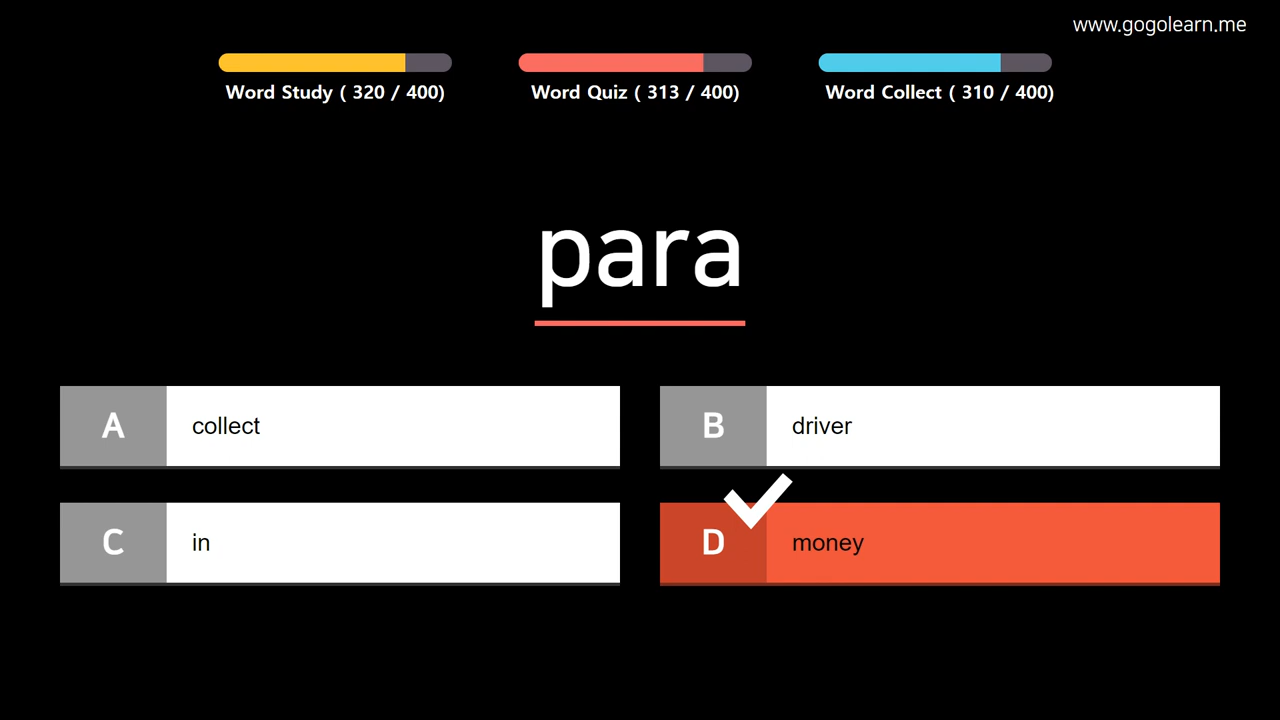 www.gogolearn.me
Word Study ( 320 / 400)
Word Quiz ( 313 / 400)
Word Collect ( 310 / 400)
para
A collect
B driver
C in
D money